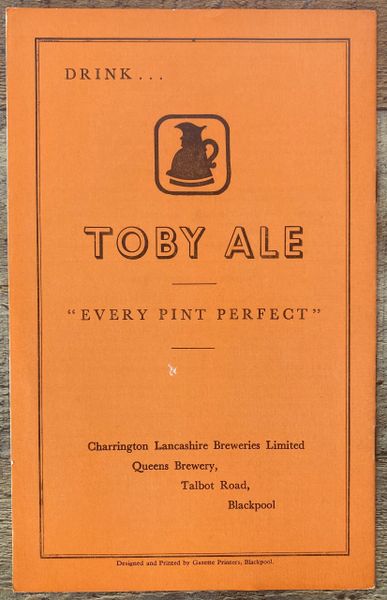 DRINK...
TOBY ALE
"EVERY PINT PERFECT"
Charrington Lancashire Breweries Limited
Queens Brewery,
Talbot Road,
Blackpool
Designed and Printed by Gazette Printers, Blackpool.